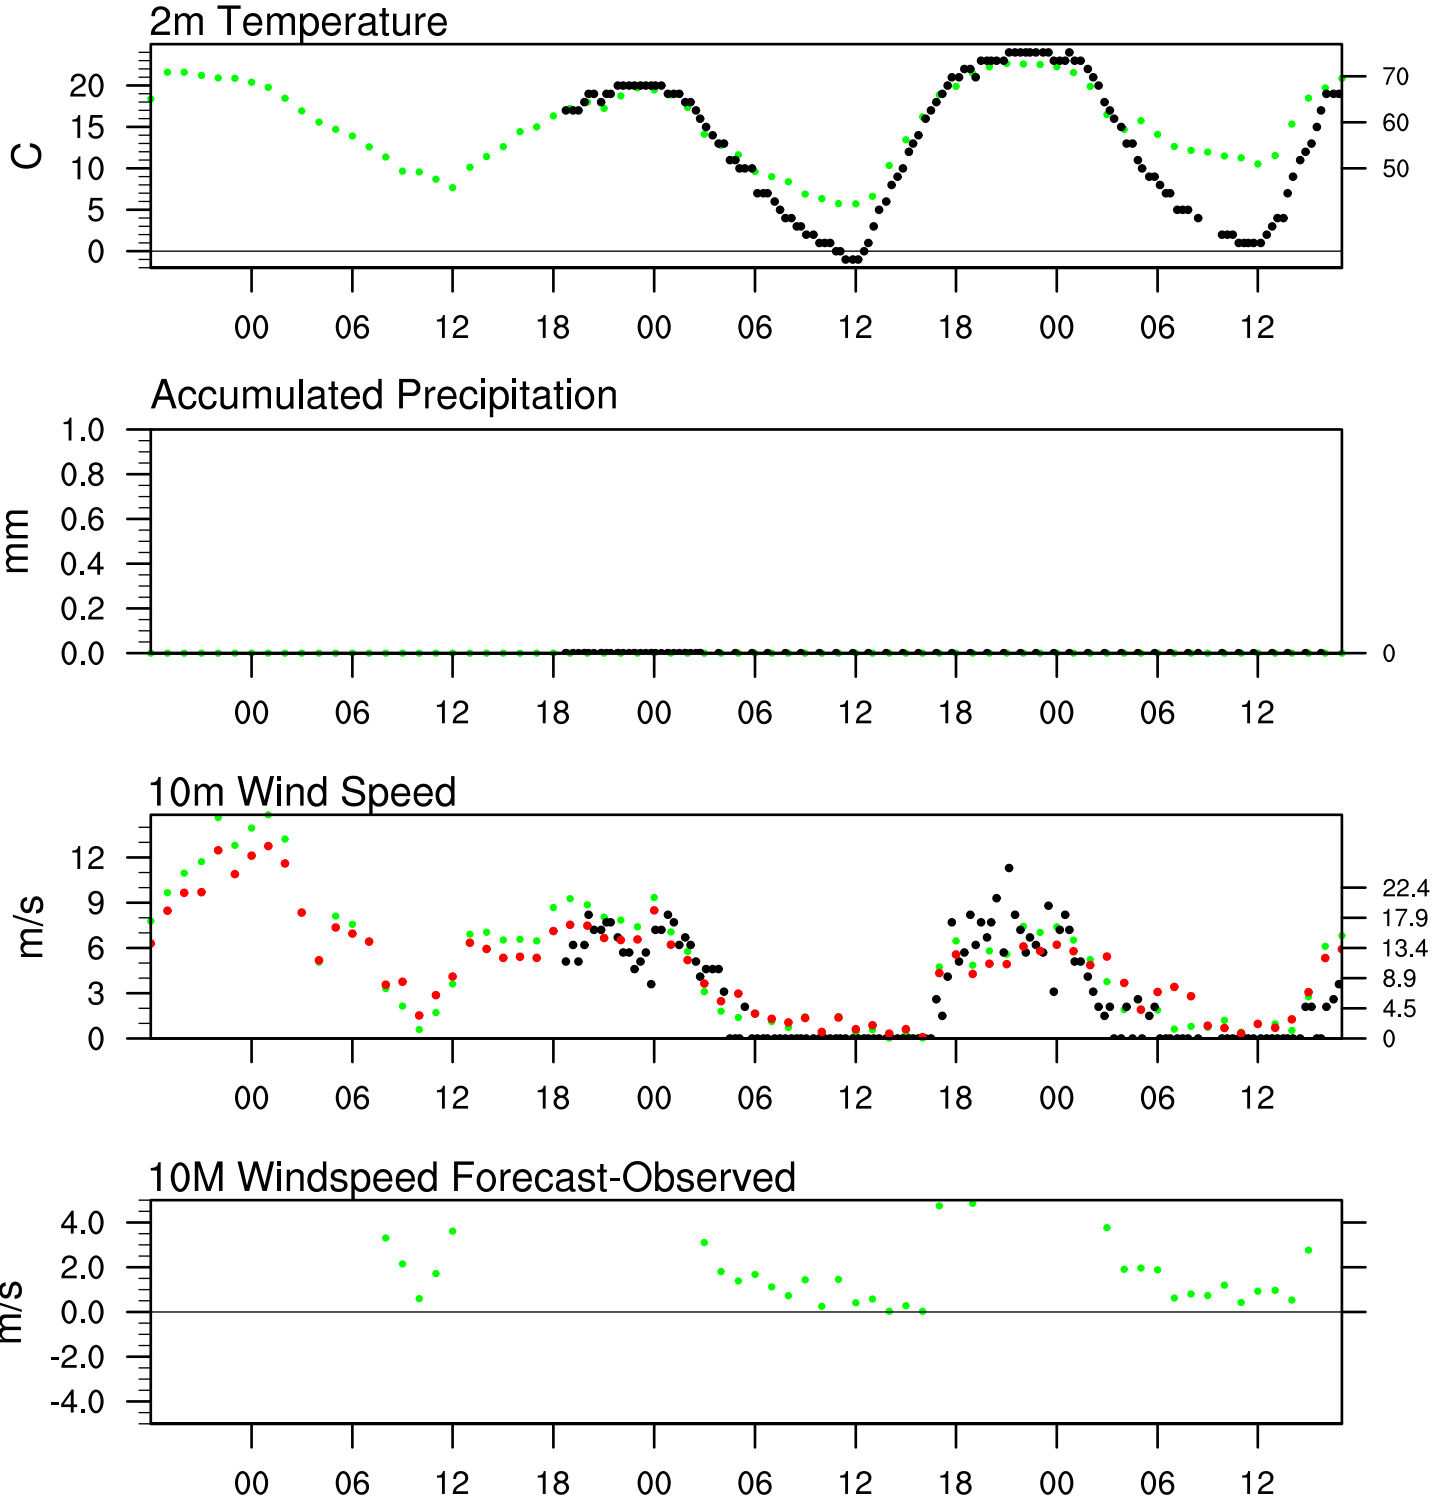 2m Temperature
C
20
15
10
5
0
70
60
50
00 06 12 18 00 06 12 18 00 06 12
Accumulated Precipitation
mm
1.0
0.8
0.6
0.4
0.2
0.0
0
00 06 12 18 00 06 12 18 00 06 12
10m Wind Speed
m/s
12
9
6
3
0
22.4
17.9
13.4
8.9
4.5
0
00 06 12 18 00 06 12 18 00 06 12
10M Windspeed Forecast-Observed
m/s
4.0
2.0
0.0
-2.0
-4.0
00 06 12 18 00 06 12 18 00 06 12